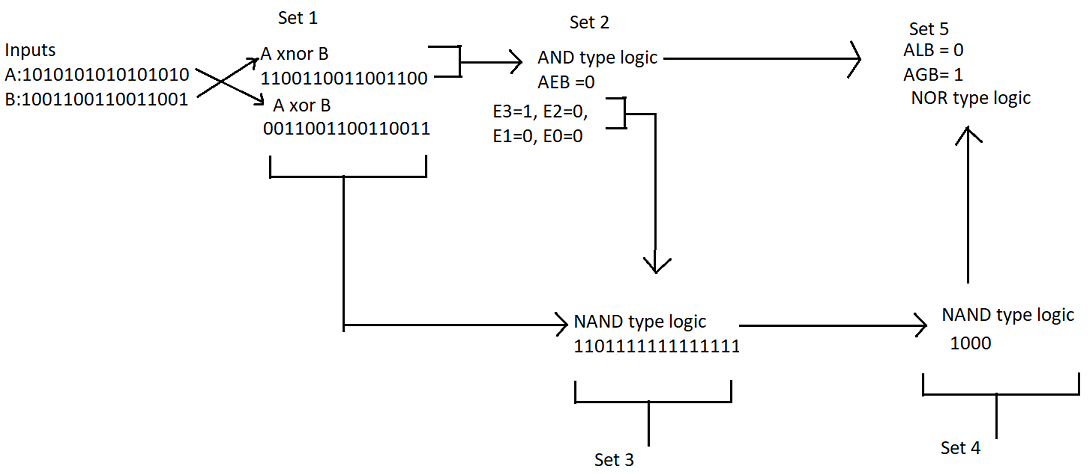 Set 1
Set 2
Set 5
Inputs
A:1010101010101010
B:1001100110011001
A xnor B
1100110011001100
A xor B
0011001100110011
AND type logic
AEB =0
E3=1, E2=0,
E1=0, E0=0
ALB = 0
AGB= 1
NOR type logic
NAND type logic
1101111111111111
Set 3
NAND type logic
1000
Set 4